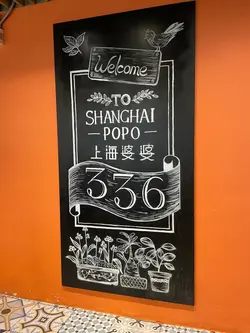 Welcome
TO
SHANGHAI
— POPO —
上海婆婆
336